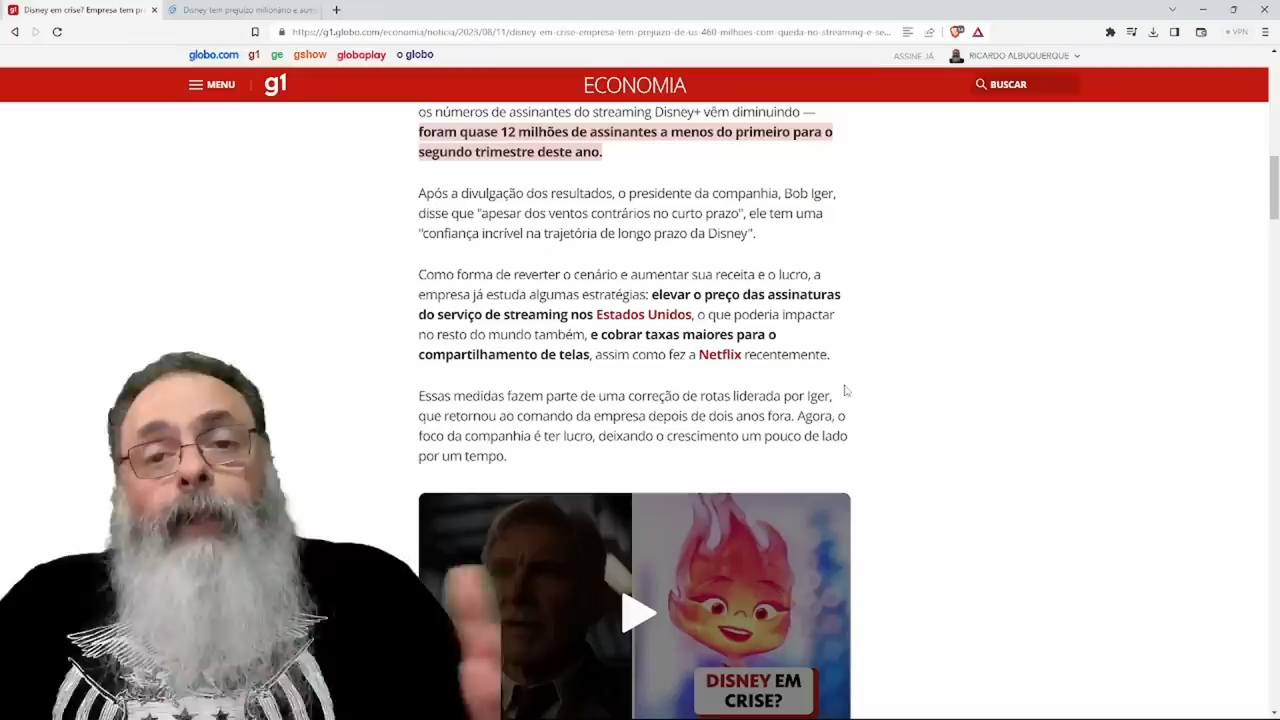 Disney em crise? Empresa tem pr
Disney tem prejuízo milionário e aum
https://g1.globo.com/economia/noticia/2023/08/11/disney-em-crise-empresa-tem-prejuizo-de-us-460-milhoes-com-queda-no-streaming-e-se...
VPN
globo.com g1 ge gshow globoplay o globo
ASSINE JÁ
RICARDO ALBUQUERQUE
MENU
g1
ECONOMIA
BUSCAR
os números de assinantes do streaming Disney+ vêm diminuindo —
foram quase 12 milhões de assinantes a menos do primeiro para o
segundo trimestre deste ano.
Após a divulgação dos resultados, o presidente da companhia, Bob Iger,
disse que "apesar dos ventos contrários no curto prazo", ele tem uma
"confiança incrível na trajetória de longo prazo da Disney".
Como forma de reverter o cenário e aumentar sua receita e o lucro, a
empresa já estuda algumas estratégias: elevar o preço das assinaturas
do serviço de streaming nos Estados Unidos, o que poderia impactar
no resto do mundo também, e cobrar taxas maiores para o
compartilhamento de telas, assim como fez a Netflix recentemente.
Essas medidas fazem parte de uma correção de rotas liderada por Iger,
que retornou ao comando da empresa depois de dois anos fora. Agora, o
foco da companhia é ter lucro, deixando o crescimento um pouco de lado
por um tempo.
DISNEY EM
CRISE?